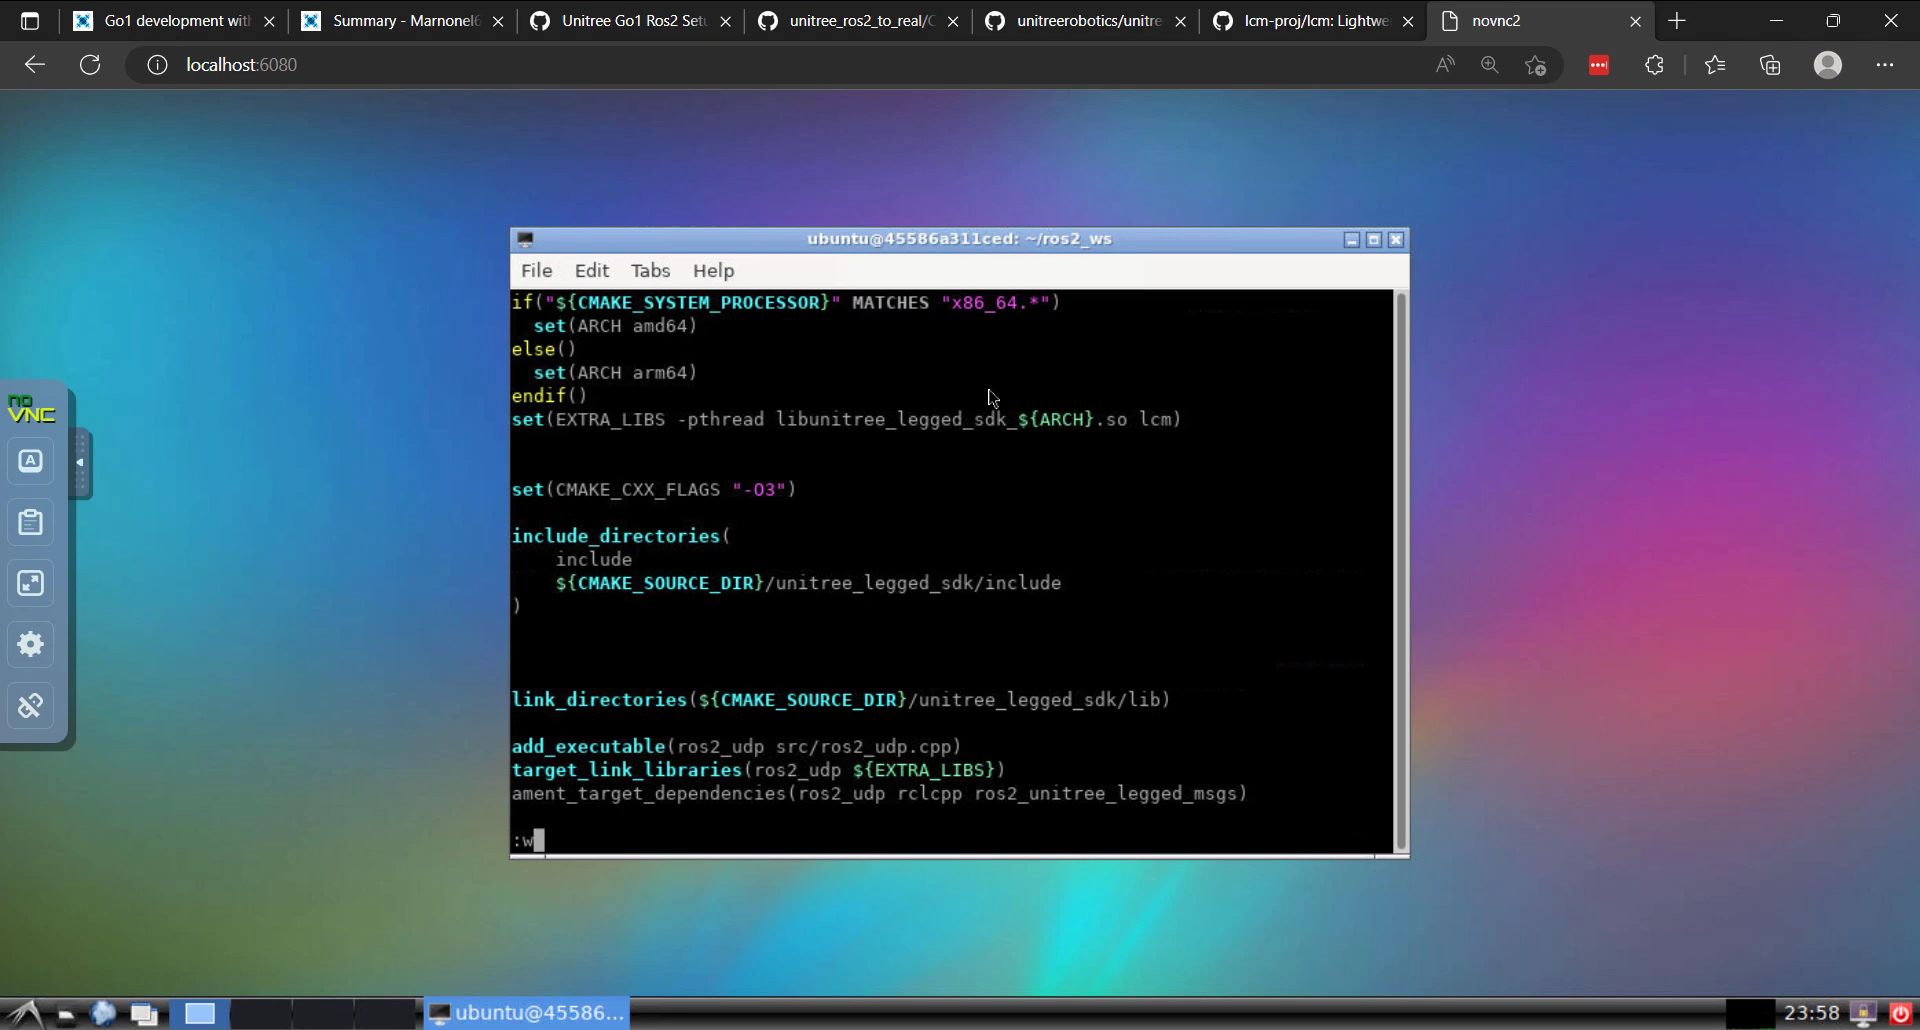 Go1 development wit
Summary - Marnonel
Unitree Go1 Ros2 Set
unitree_ros2_to_real/
unitreerobotics/unitre
lcm-proj/lcm: Lightwe
novnc2
localhost:6080
ubuntu@45586a311ced: ~/ros2_ws
File Edit Tabs Help
if("${CMAKE_SYSTEM_PROCESSOR}" MATCHES "x86_64.*")
  set(ARCH amd64)
else()
  set(ARCH arm64)
endif()
set(EXTRA_LIBS -pthread libunitree_legged_sdk_${ARCH}.so lcm)
set(CMAKE_CXX_FLAGS "-O3")
include_directories(
    include
    ${CMAKE_SOURCE_DIR}/unitree_legged_sdk/include
)
link_directories(${CMAKE_SOURCE_DIR}/unitree_legged_sdk/lib)
add_executable(ros2_udp src/ros2_udp.cpp)
target_link_libraries(ros2_udp ${EXTRA_LIBS})
ament_target_dependencies(ros2_udp rclcpp ros2_unitree_legged_msgs)
:w
no
VNC
A
ubuntu@45586...
23:58